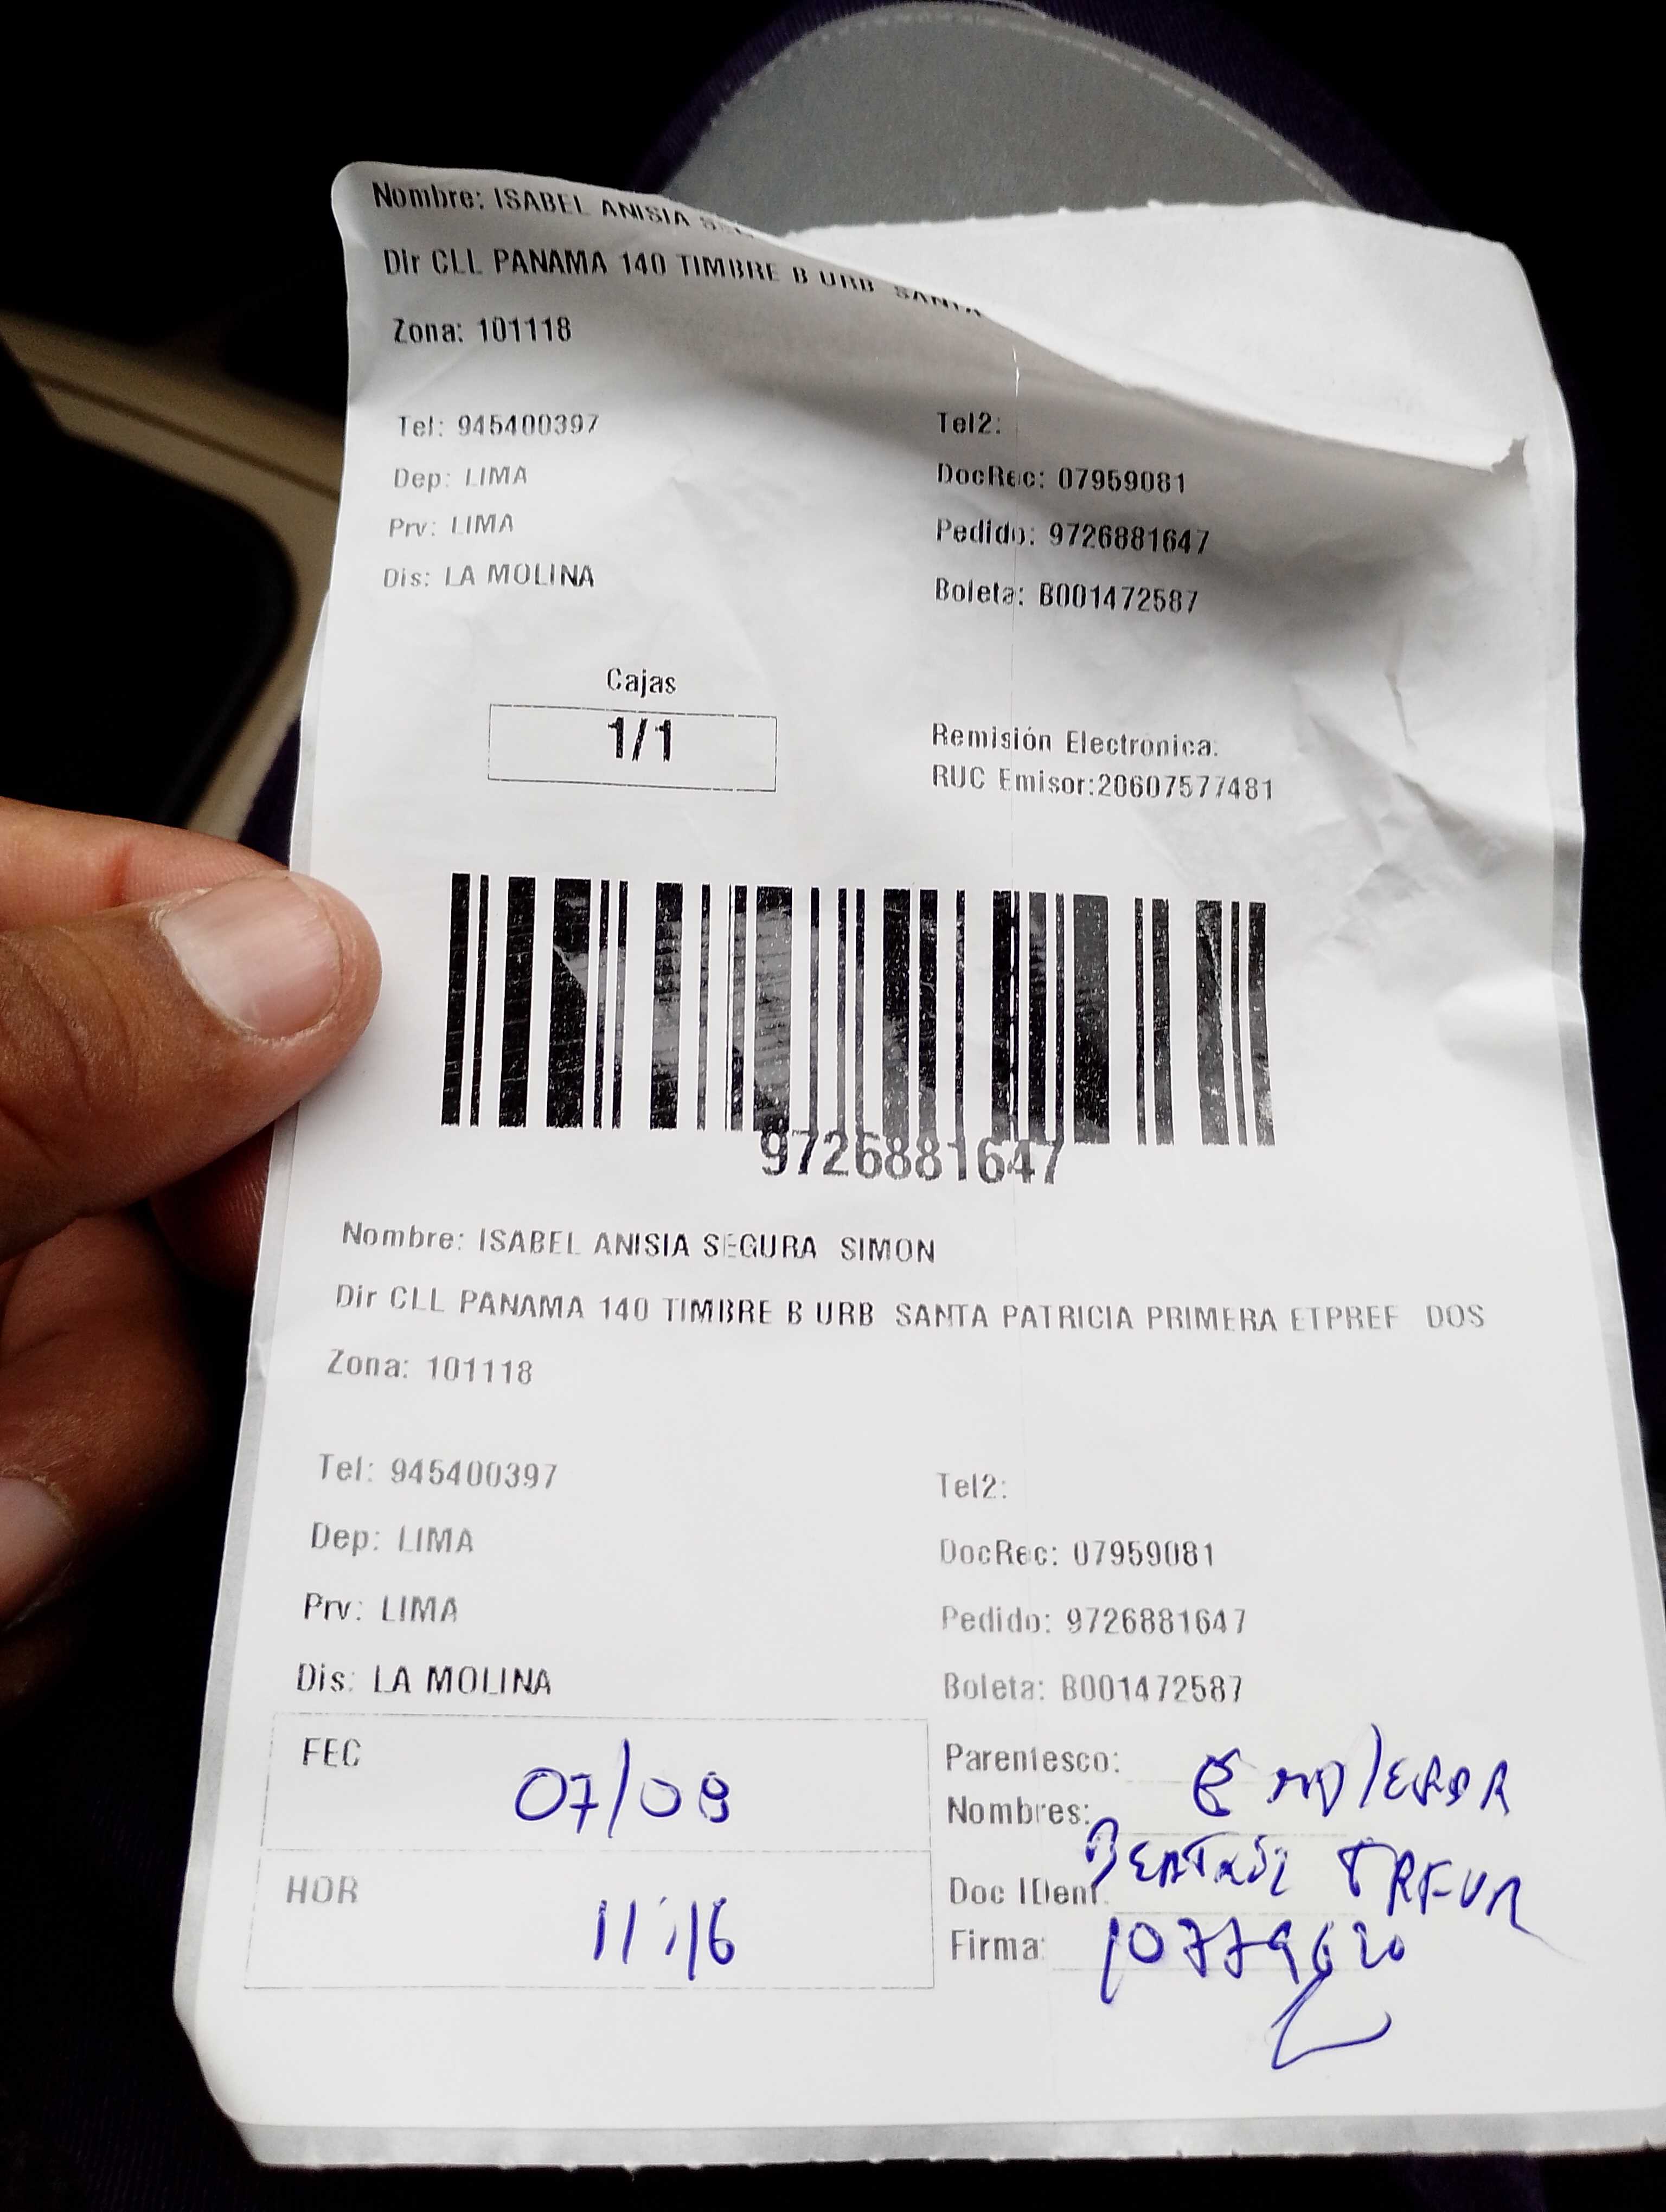 Nombre: ISABEL ANISIA
Dir CLL PANAMA 140 TIMBRE B URB SANTA
Zona: 101118
Tel: 945400397 Tel2:
Dep: LIMA DocRec: 07959081
Prv: LIMA Pedido: 9726881647
Dis: LA MOLINA Boleta: B001472587
Cajas
1/1
Remisión Electronica:
RUC Emisor:20607577481
9726881647
Nombre: ISABEL ANISIA SEGURA SIMON
Dir CLL PANAMA 140 TIMBRE B URB SANTA PATRICIA PRIMERA ETPREF DOS
Zona: 101118
Tel: 945400397 Tel2:
Dep: LIMA DocRec: 07959081
Prv: LIMA Pedido: 9726881647
Dis: LA MOLINA Boleta: B001472587
FEC 07/08
Parentesco:
Nombres:
HOR 11:16
Doc IDent.
Firma: 10779620